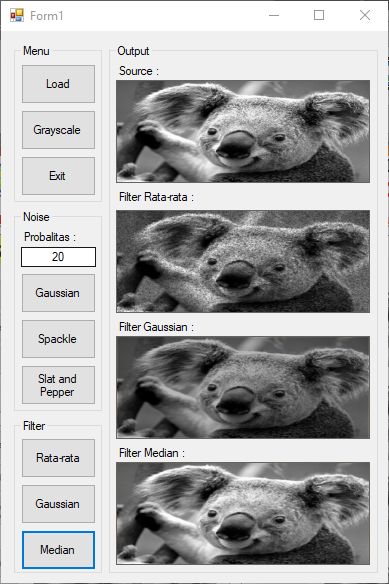 Form1
Menu
Load
Grayscale
Exit
Noise
Probalitas :
20
Gaussian
Spackle
Slat and
Pepper
Filter
Rata-rata
Gaussian
Median
Output
Source :
Filter Rata-rata :
Filter Gaussian :
Filter Median :